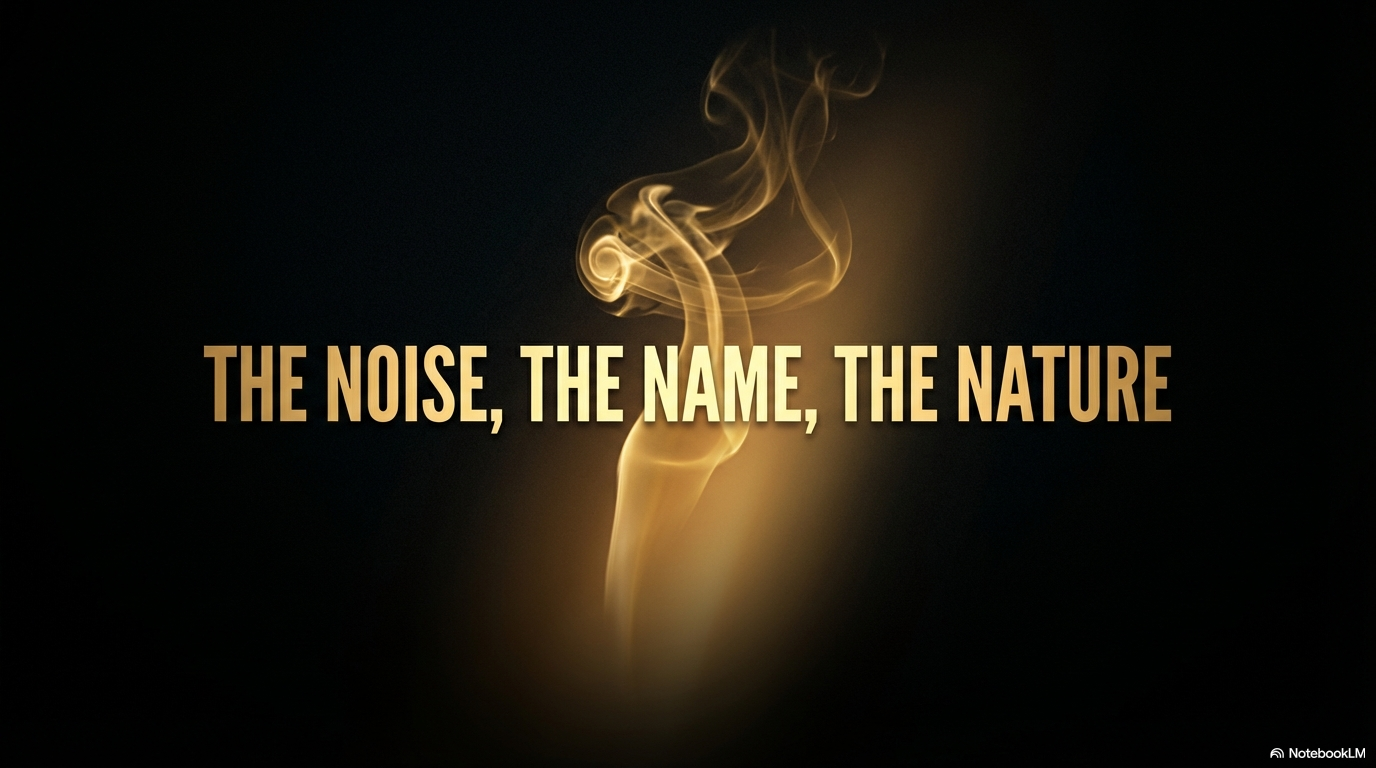 THE NOISE, THE NAME, THE NATURE
NotebookLM